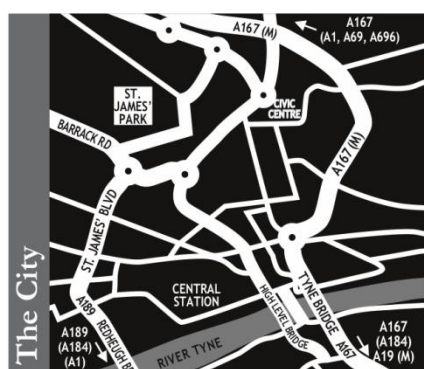 A167 (M)
A167
(A1, A69, A696)
ST.
JAMES'
PARK
CIVIC
CENTRE
BARRACK RD
A167 (M)
ST. JAMES' BLVD
CENTRAL
STATION
A189
REDHEUGH B
HIGH LEVEL BRIDGE
TYNE BRIDGE
A167
RIVER TYNE
A189
(A184)
(A1)
A167
(A184)
A19 (M)
The City